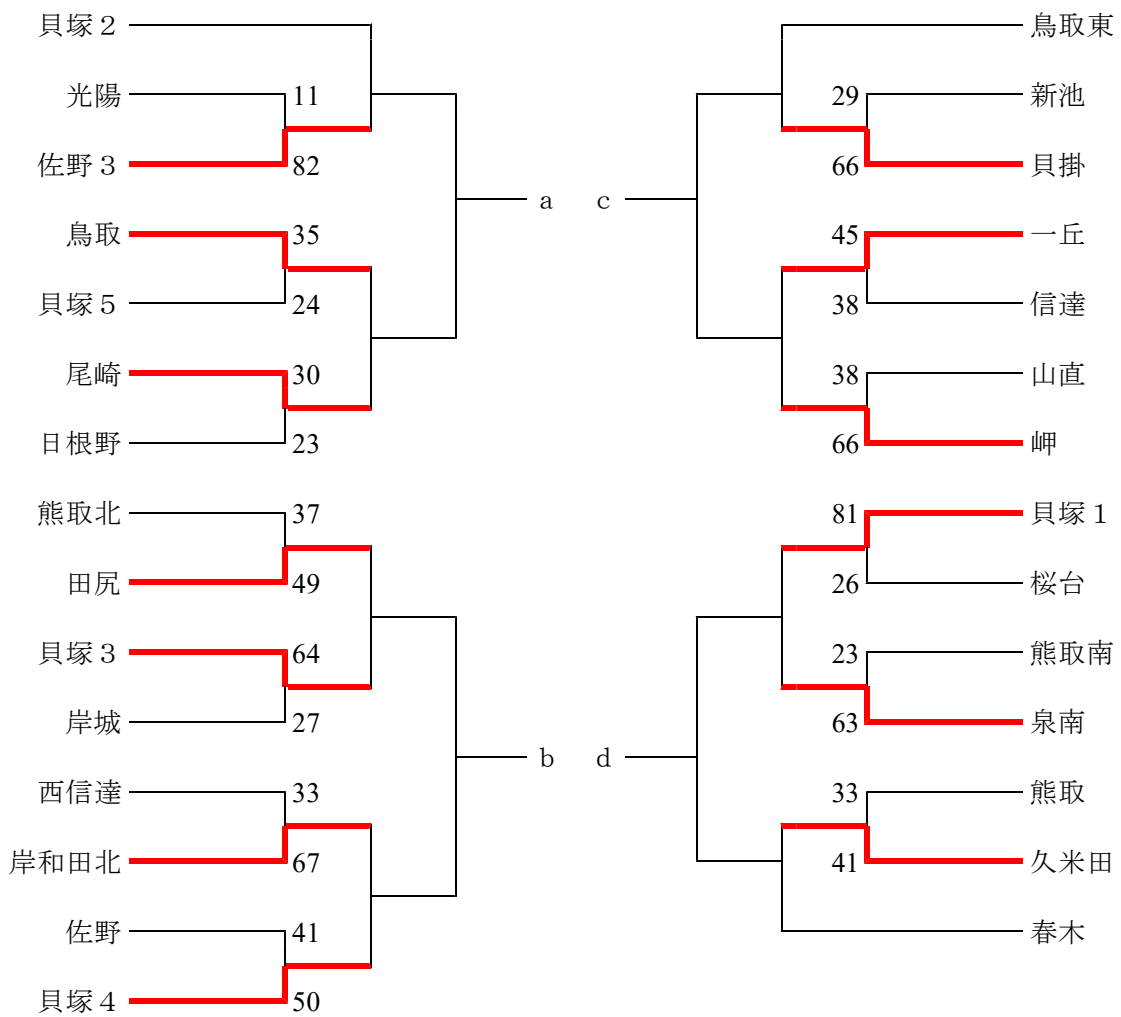 貝塚２
光陽 11
佐野３ 82
鳥取 35
貝塚５ 24
尾崎 30
日根野 23
a
熊取北 37
田尻 49
貝塚３ 64
岸城 27
西信達 33
岸和田北 67
佐野 41
貝塚４ 50
b
鳥取東
29 新池
66 貝掛
45 一丘
38 信達
38 山直
66 岬
c
81 貝塚１
26 桜台
23 熊取南
63 泉南
33 熊取
41 久米田
春木
d